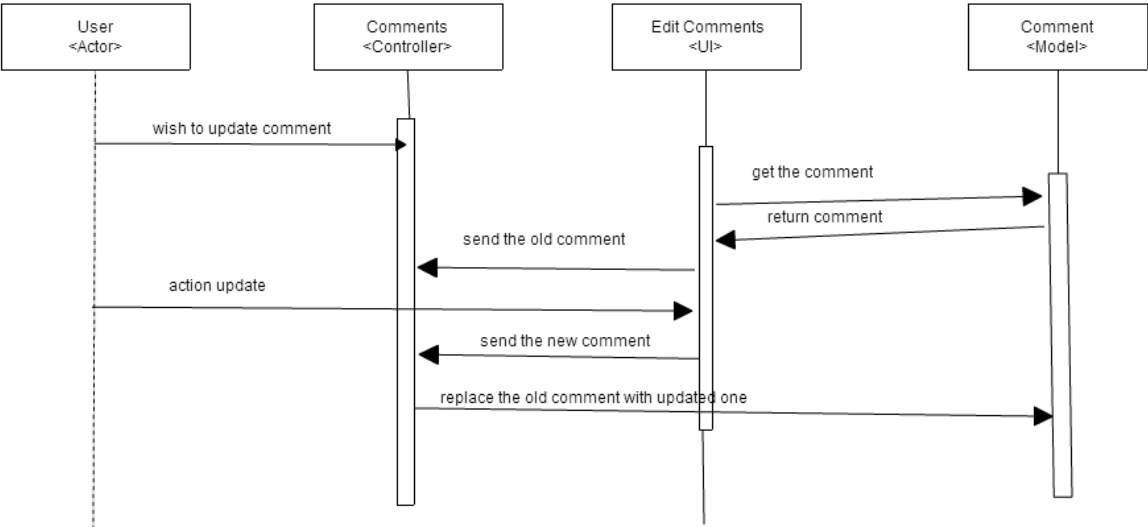 User
<Actor>
Comments
<Controller>
Edit Comments
<UI>
Comment
<Model>
wish to update comment
get the comment
return comment
send the old comment
action update
send the new comment
replace the old comment with updated one